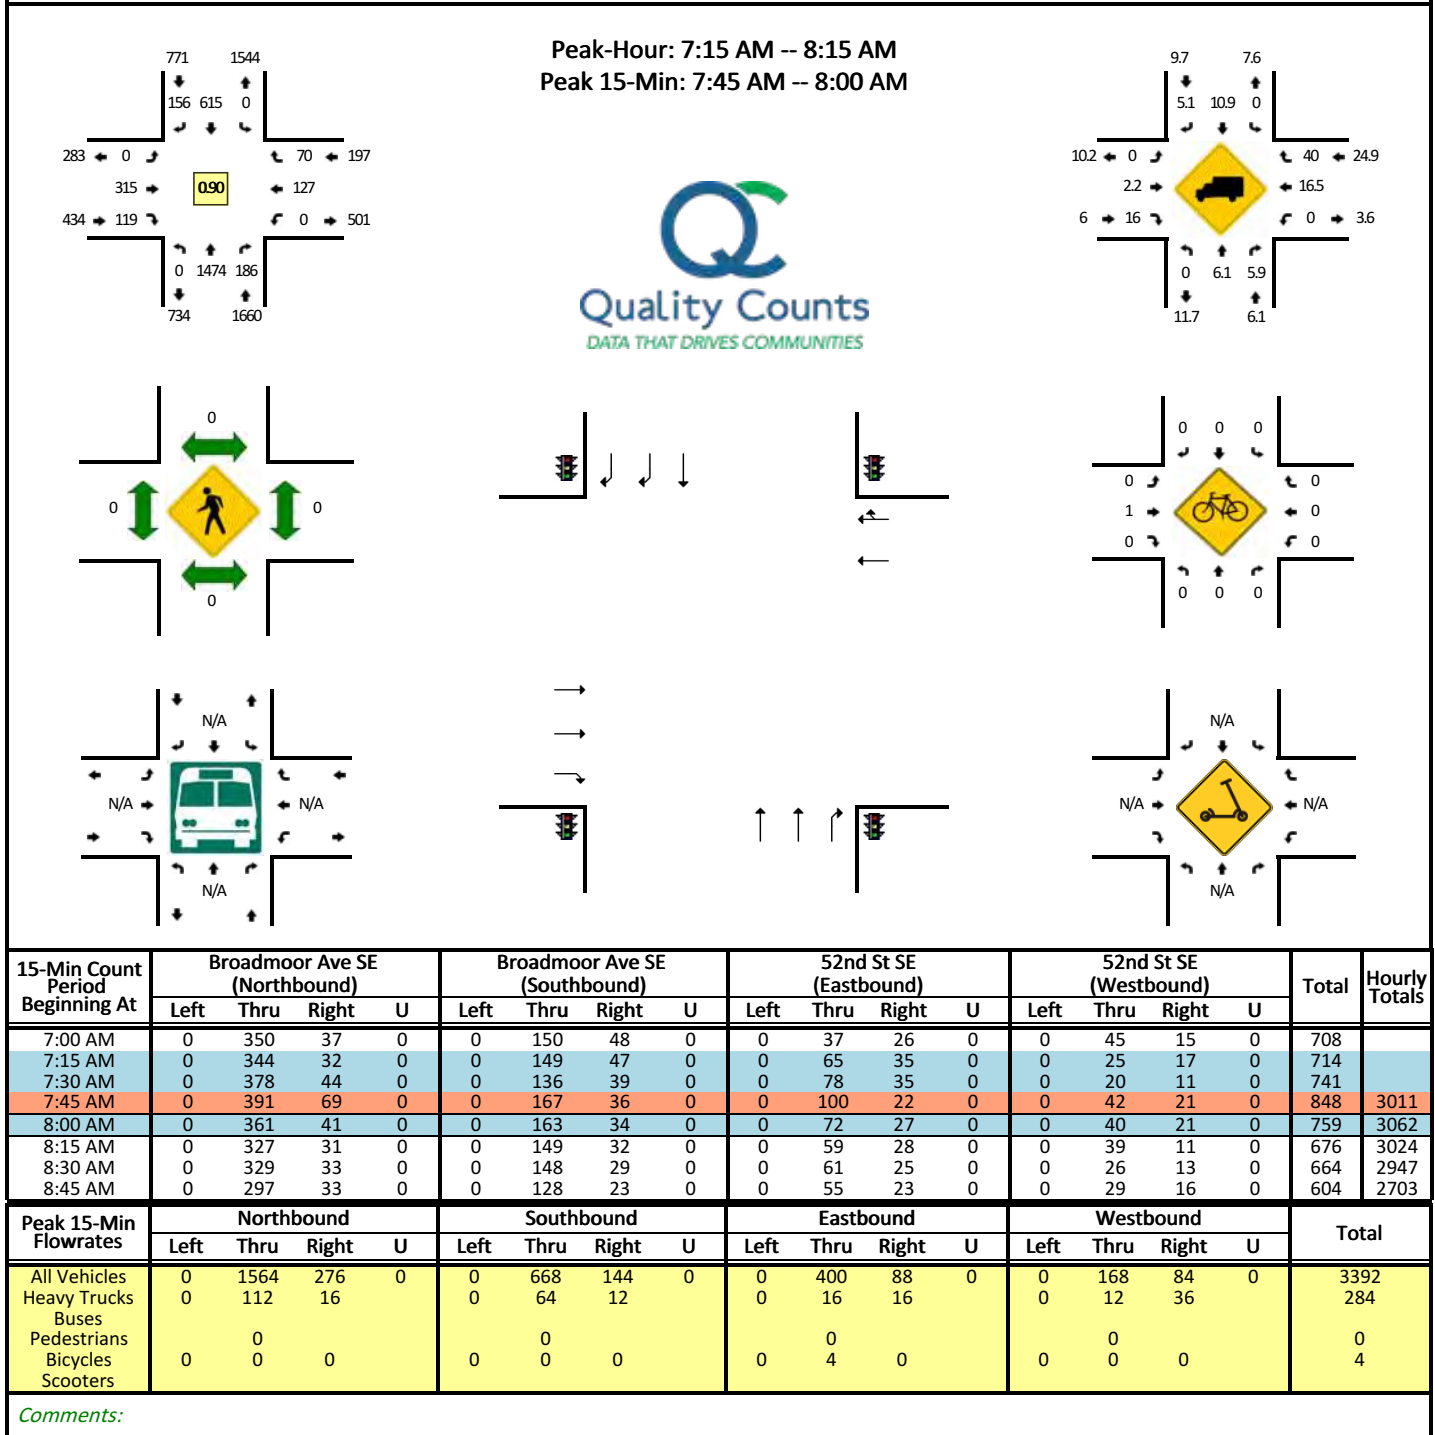 Peak-Hour: 7:15 AM -- 8:15 AM
Peak 15-Min: 7:45 AM -- 8:00 AM
771 1544
156 615 0
283 0 70 197
315 0.90 127
434 119 0 501
0 1474 186
734 1660
Quality Counts
DATA THAT DRIVES COMMUNITIES
9.7 7.6
5.1 10.9 0
10.2 0 40 24.9
2.2 16.5
6 16 0 3.6
0 6.1 5.9
11.7 6.1
0
0 0
0
0 0 0
0 0
1 0
0 0
0 0 0
N/A
N/A N/A
N/A
N/A
N/A N/A
N/A
15-Min Count Period Beginning At Broadmoor Ave SE (Northbound) Broadmoor Ave SE (Southbound) 52nd St SE (Eastbound) 52nd St SE (Westbound) Total Hourly Totals
Left Thru Right U Left Thru Right U Left Thru Right U Left Thru Right U
7:00 AM 0 350 37 0 0 150 48 0 0 37 26 0 0 45 15 0 708
7:15 AM 0 344 32 0 0 149 47 0 0 65 35 0 0 25 17 0 714
7:30 AM 0 378 44 0 0 136 39 0 0 78 35 0 0 20 11 0 741
7:45 AM 0 391 69 0 0 167 36 0 0 100 22 0 0 42 21 0 848 3011
8:00 AM 0 361 41 0 0 163 34 0 0 72 27 0 0 40 21 0 759 3062
8:15 AM 0 327 31 0 0 149 32 0 0 59 28 0 0 39 11 0 676 3024
8:30 AM 0 329 33 0 0 148 29 0 0 61 25 0 0 26 13 0 664 2947
8:45 AM 0 297 33 0 0 128 23 0 0 55 23 0 0 29 16 0 604 2703
Peak 15-Min Flowrates Northbound Southbound Eastbound Westbound Total
Left Thru Right U Left Thru Right U Left Thru Right U Left Thru Right U
All Vehicles 0 1564 276 0 0 668 144 0 0 400 88 0 0 168 84 0 3392
Heavy Trucks 0 112 16 0 64 12 0 16 16 0 12 36 284
Buses
Pedestrians 0 0 0 0 0
Bicycles 0 0 0 0 0 0 0 4 0 0 0 0 4
Scooters
Comments: